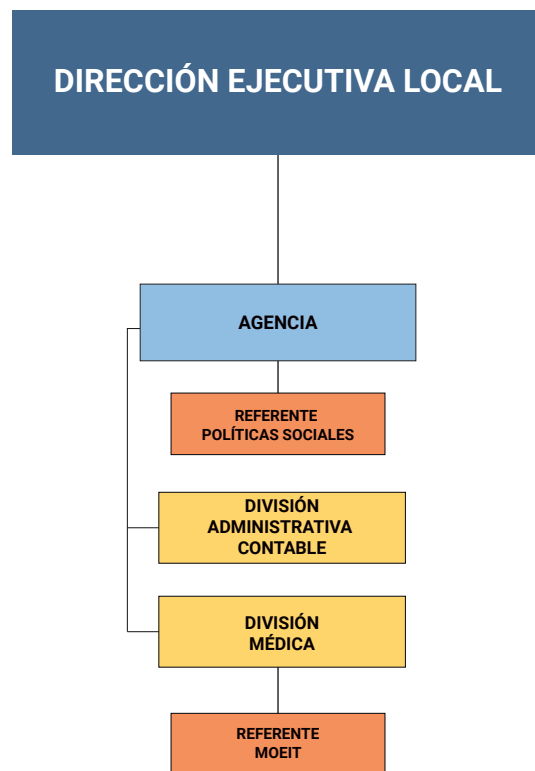 DIRECCIÓN EJECUTIVA LOCAL
AGENCIA
REFERENTE
POLÍTICAS SOCIALES
DIVISIÓN
ADMINISTRATIVA
CONTABLE
DIVISIÓN
MÉDICA
REFERENTE
MOEIT